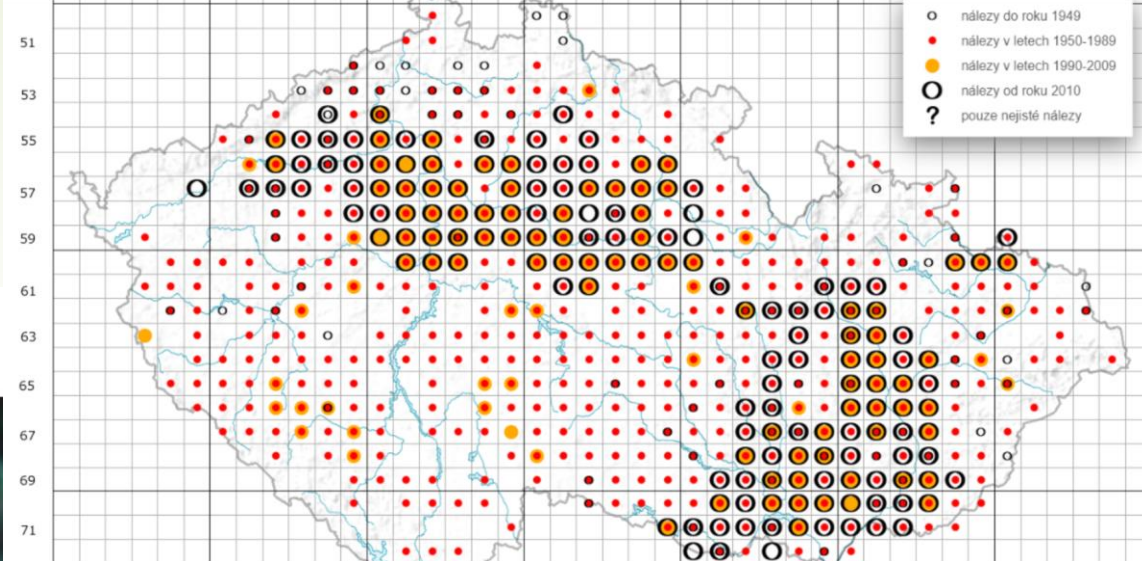 nálezy do roku 1949
51
nálezy v letech 1950-1989
nálezy v letech 1990-2009
53
nálezy od roku 2010
? pouze nejisté nálezy
55
57
59
61
63
65
67
69
71